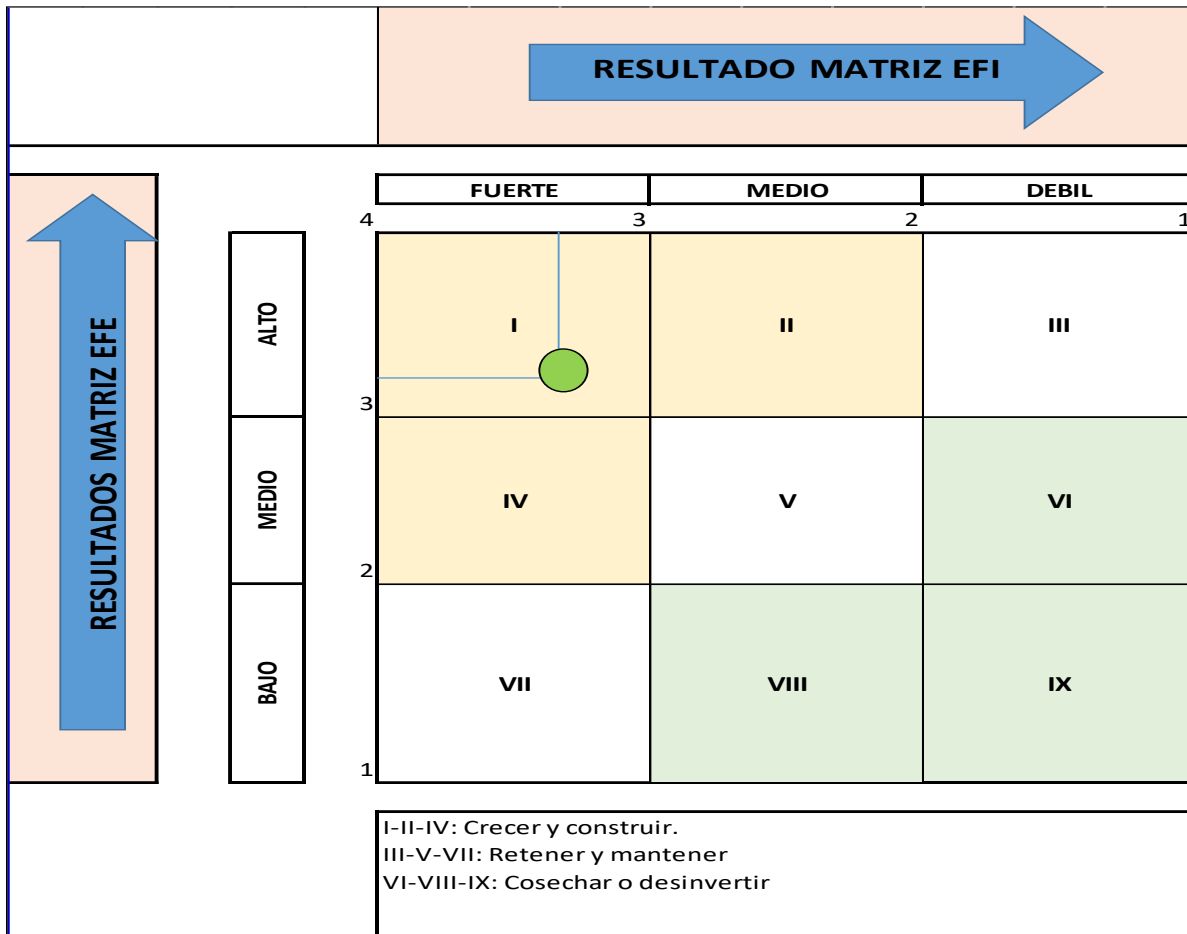 RESULTADO MATRIZ EFI
FUERTE
MEDIO
DEBIL
4
3
2
1
RESULTADOS MATRIZ EFE
ALTO
I
II
III
3
MEDIO
IV
V
VI
2
BAJO
VII
VIII
IX
1
I-II-IV: Crecer y construir.
III-V-VII: Retener y mantener
VI-VIII-IX: Cosechar o desinvertir